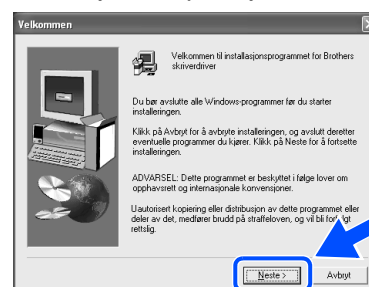 Velkommen
Velkommen til installasjonsprogrammet for Brothers
skriverdriver
Du bør avslutte alle Windows-programmer før du starter
installeringen.
Klikk på Avbryt for å avbryte installeringen, og avslutt deretter
eventuelle programmer du kjører. Klikk på Neste for å fortsette
installeringen.
ADVARSEL: Dette programmet er beskyttet i følge lover om
opphavsrett og internasjonale konvensjoner.
Uautorisert kopiering eller distribusjon av dette programmet eller
deler av det, medfører brudd på straffeloven, og vil bli forfulgt
rettslig.
Neste >
Avbryt